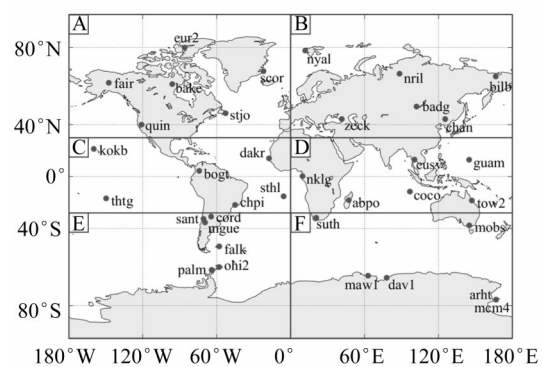 A
B
eur2
nyal
80°N
scor
nril
bilb
fair
bake
stjo
badg
quin
zeck
chan
40°N
C
D
kokb
dakr
cusv
guam
bogt
nklg
0°
sthl
coco
thtg
chpi
abpo
tow2
sant
cord
suth
E
F
mgue
mobs
40°S
falk
palm
ohi2
maw1
dav1
arht
mcm4
80°S
180°W
120°W
60°W
0°
60°E
120°E
180°E